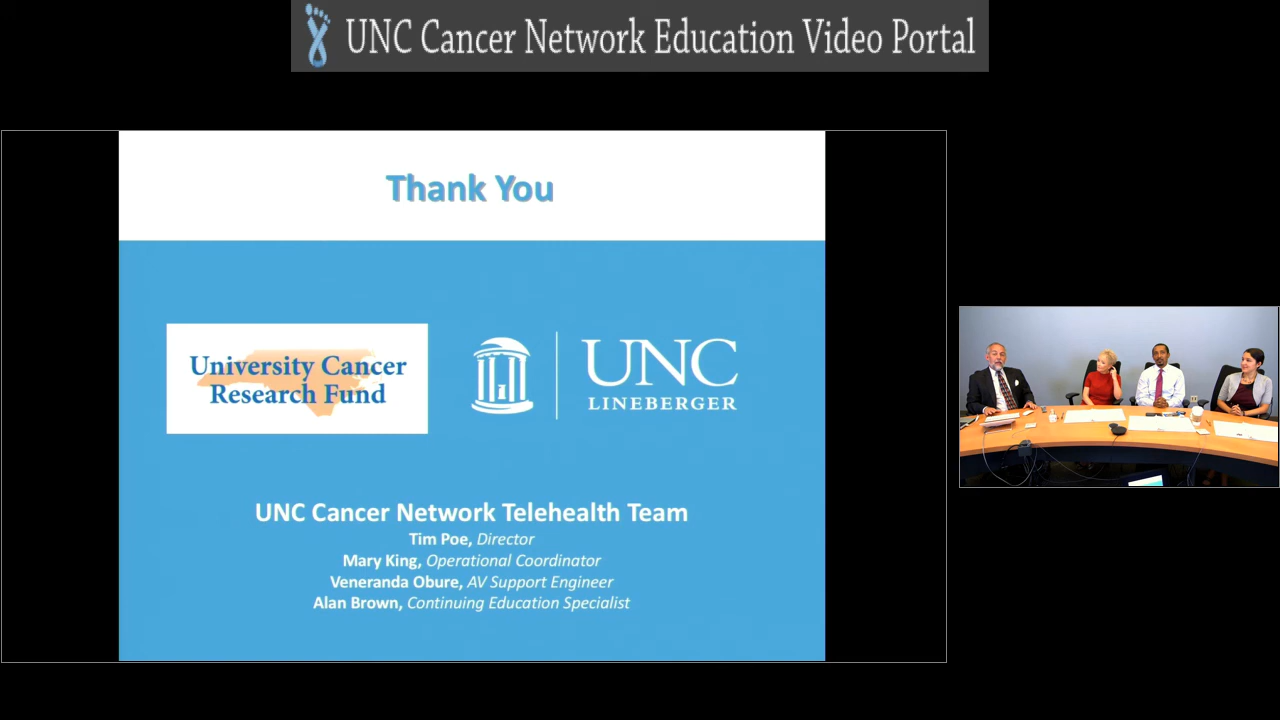 UNC Cancer Network Education Video Portal
Thank You
University Cancer
Research Fund
UNC
LINEBERGER
UNC Cancer Network Telehealth Team
Tim Poe, Director
Mary King, Operational Coordinator
Veneranda Obure, AV Support Engineer
Alan Brown, Continuing Education Specialist